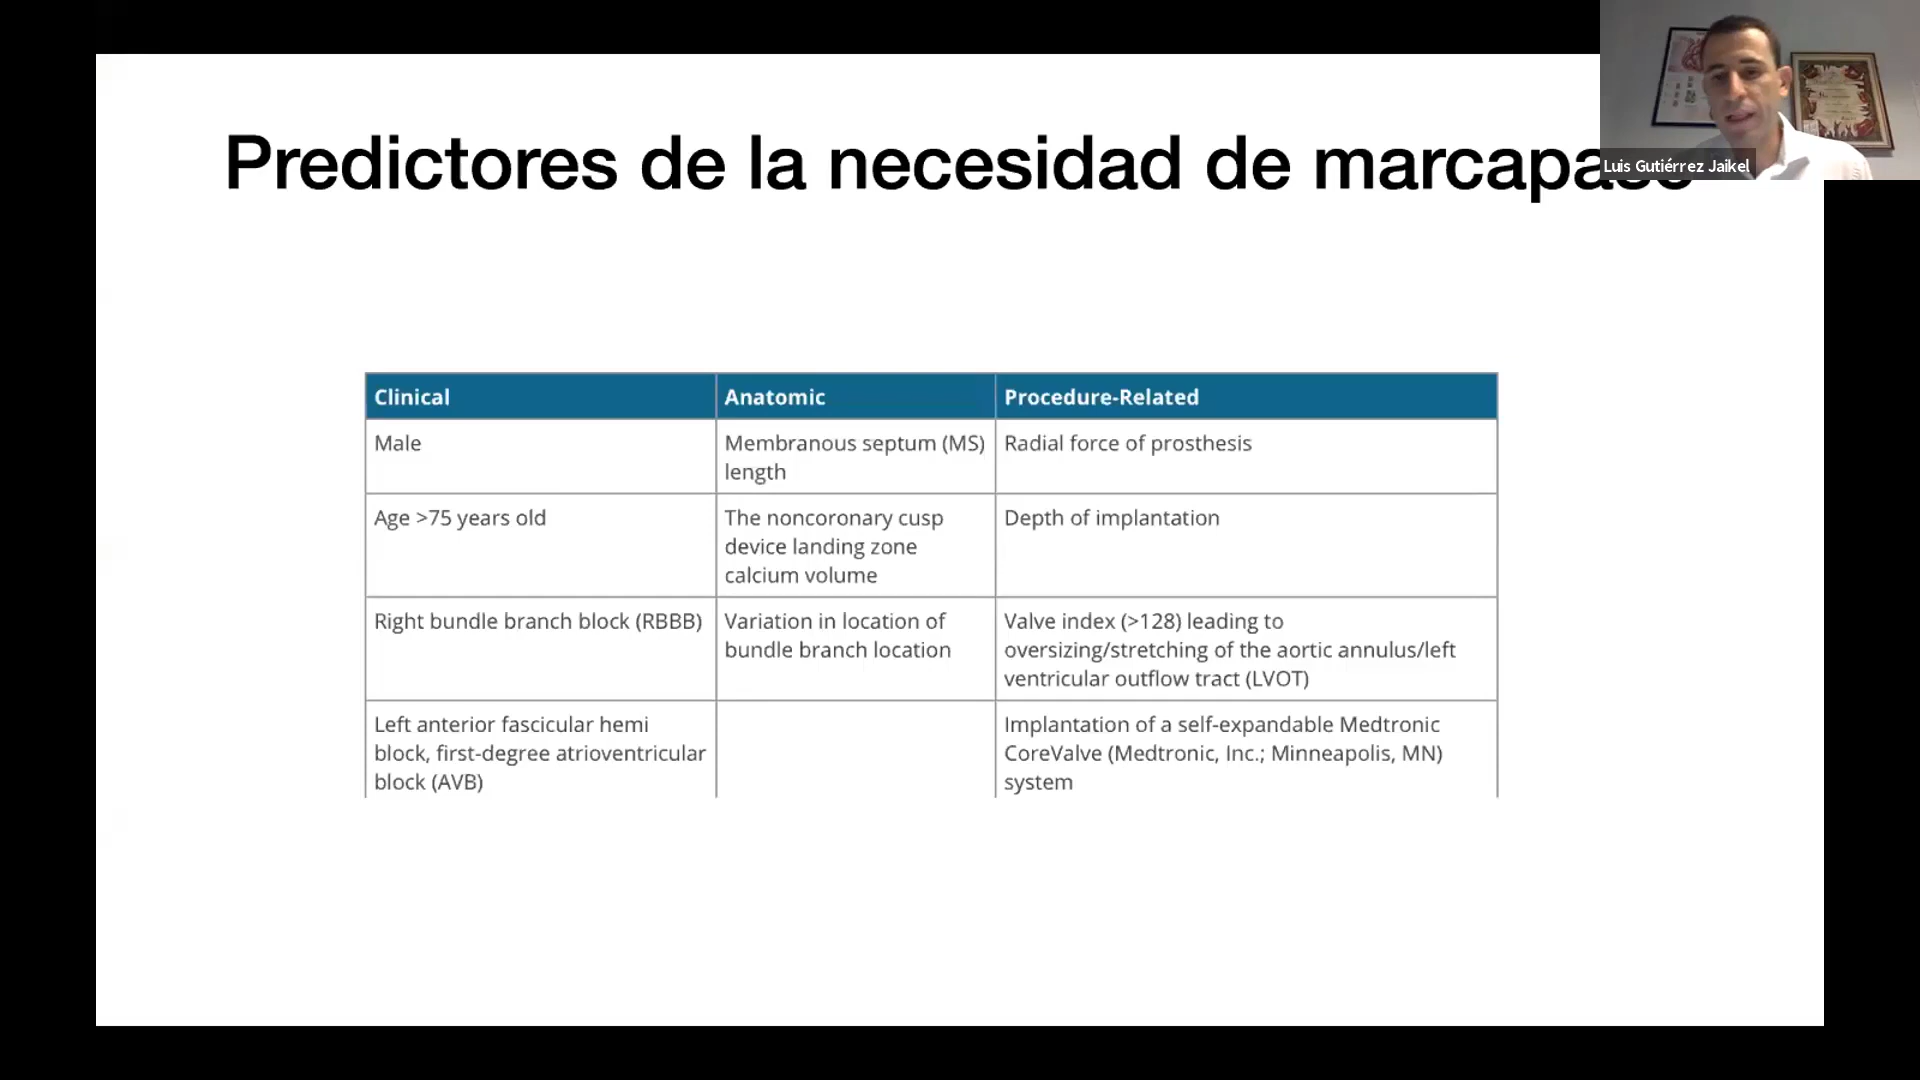 Predictores de la necesidad de marcapaso
Luis Gutiérrez Jaikel
Clinical
Anatomic
Procedure-Related
Male
Membranous septum (MS)
length
Radial force of prosthesis
Age >75 years old
The noncoronary cusp
device landing zone
calcium volume
Depth of implantation
Right bundle branch block (RBBB)
Variation in location of
bundle branch location
Valve index (>128) leading to
oversizing/stretching of the aortic annulus/left
ventricular outflow tract (LVOT)
Left anterior fascicular hemi
block, first-degree atrioventricular
block (AVB)
Implantation of a self-expandable Medtronic
CoreValve (Medtronic, Inc.; Minneapolis, MN)
system